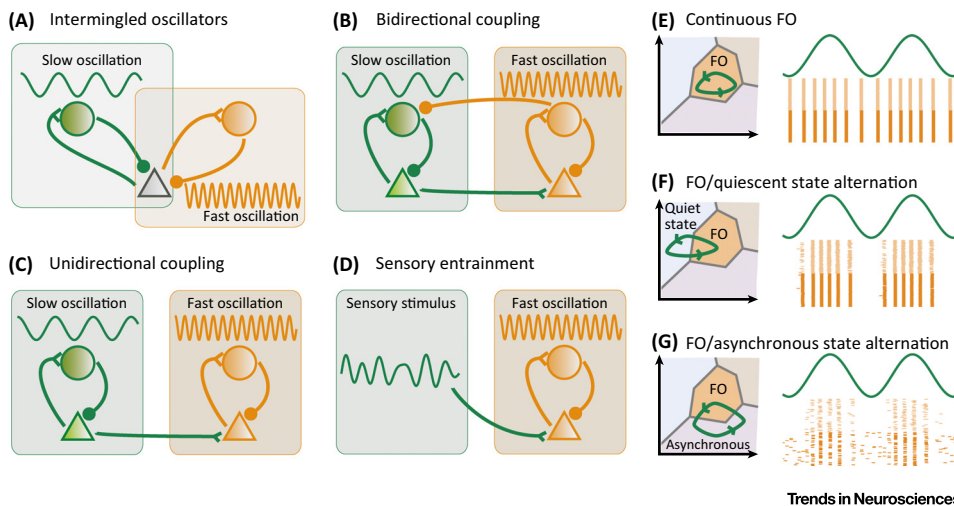 (A) Intermingled oscillators
Slow oscillation
Fast oscillation
(B) Bidirectional coupling
Slow oscillation
Fast oscillation
(C) Unidirectional coupling
Slow oscillation
Fast oscillation
(D) Sensory entrainment
Sensory stimulus
Fast oscillation
(E) Continuous FO
FO
(F) FO/quiescent state alternation
Quiet
state
FO
(G) FO/asynchronous state alternation
FO
Asynchronous
Trends in Neurosciences